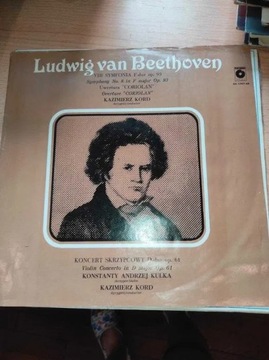 Ludwig van Beethoven
VIII SYMFONIA F-dur op. 93
Symphony No. 8 in F major Op. 93
Uwertura "CORIOLAN"
Overture "CORIOLAN"
KAZIMIERZ KORD
KONCERT SKRZYPCOWY D-dur op. 61
Violin Concerto in D major Op. 61
KONSTANTY ANDRZEJ KULKA
KAZIMIERZ KORD